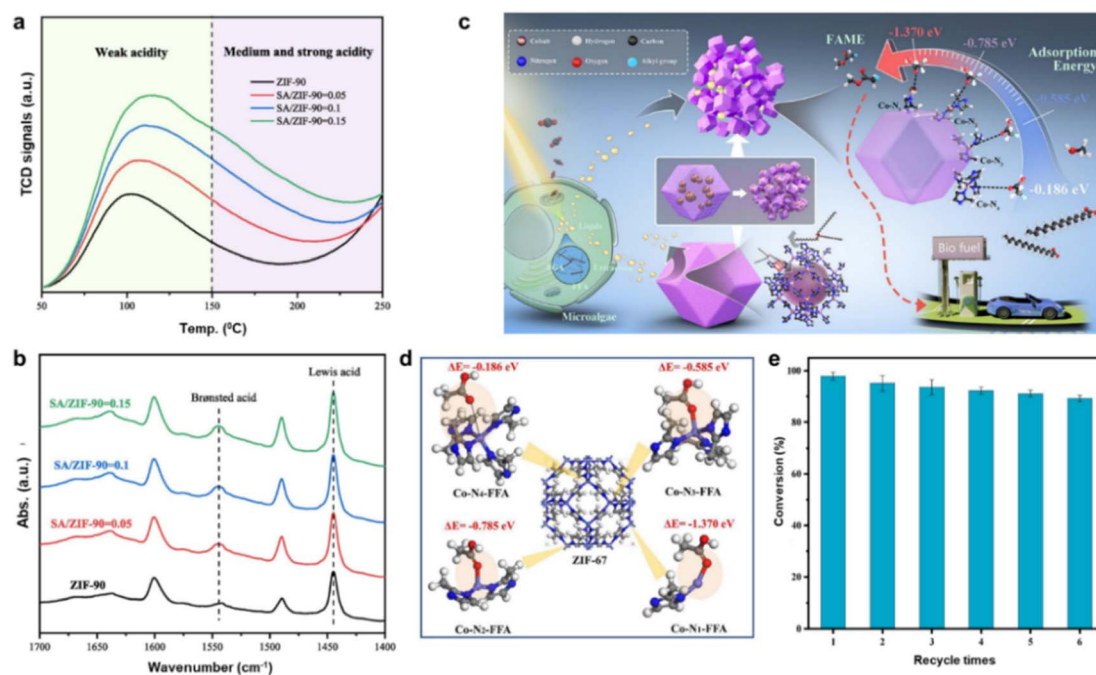 a
Weak acidity
Medium and strong acidity
ZIF-90
SA/ZIF-90=0.05
SA/ZIF-90=0.1
SA/ZIF-90=0.15
TCD signals (a.u.)
50 100 150 200 250
Temp. (⁰C)
b
Lewis acid
Brønsted acid
SA/ZIF-90=0.15
SA/ZIF-90=0.1
SA/ZIF-90=0.05
ZIF-90
Abs. (a.u.)
1700 1650 1600 1550 1500 1450 1400
Wavenumber (cm⁻¹)
c
Cobalt Hydrogen Carbon
Nitrogen Oxygen Alkyl group
FAME
-1.370 eV
-0.785 eV
Adsorption
Energy
-0.585 eV
-0.186 eV
Bio fuel
Microalgae
d
ΔE= -0.186 eV
ΔE= -0.585 eV
Co-N₄-FFA
Co-N₃-FFA
ΔE= -0.785 eV
ΔE= -1.370 eV
ZIF-67
Co-N₂-FFA
Co-N₁-FFA
e
Conversion (%)
100
80
60
40
20
0
1 2 3 4 5 6
Recycle times